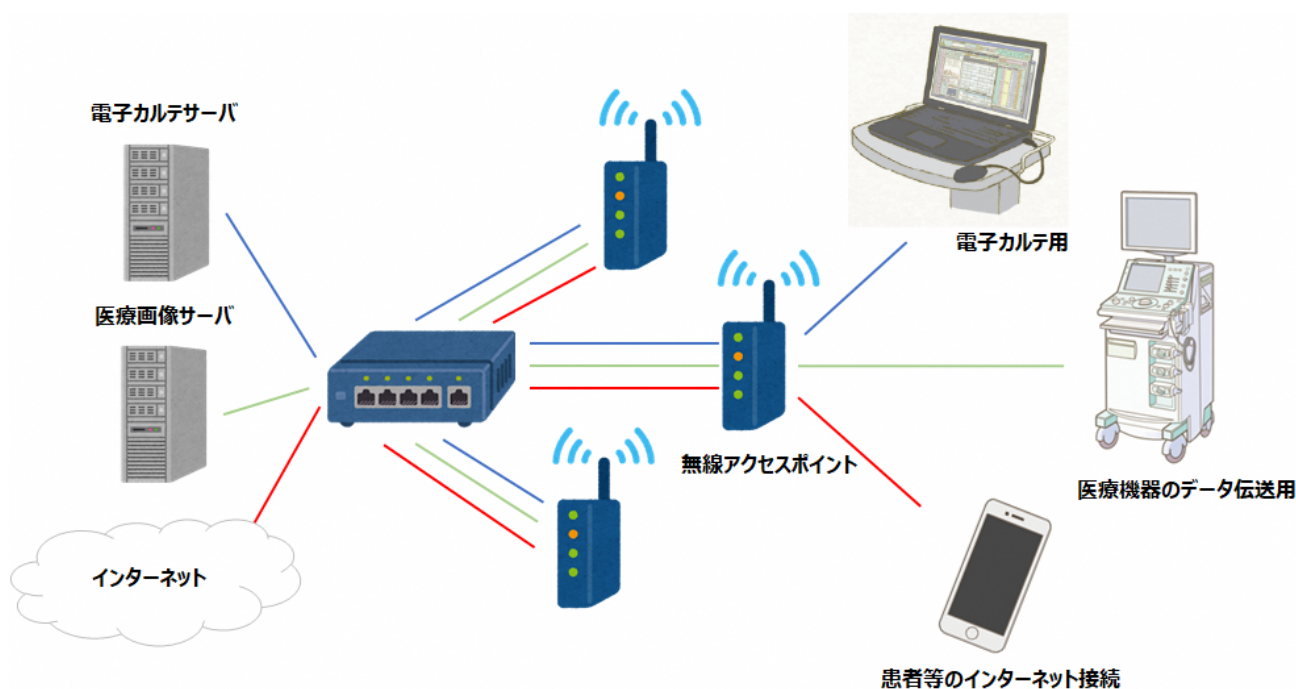 電子カルテサーバ
医療画像サーバ
インターネット
無線アクセスポイント
電子カルテ用
医療機器のデータ伝送用
患者等のインターネット接続